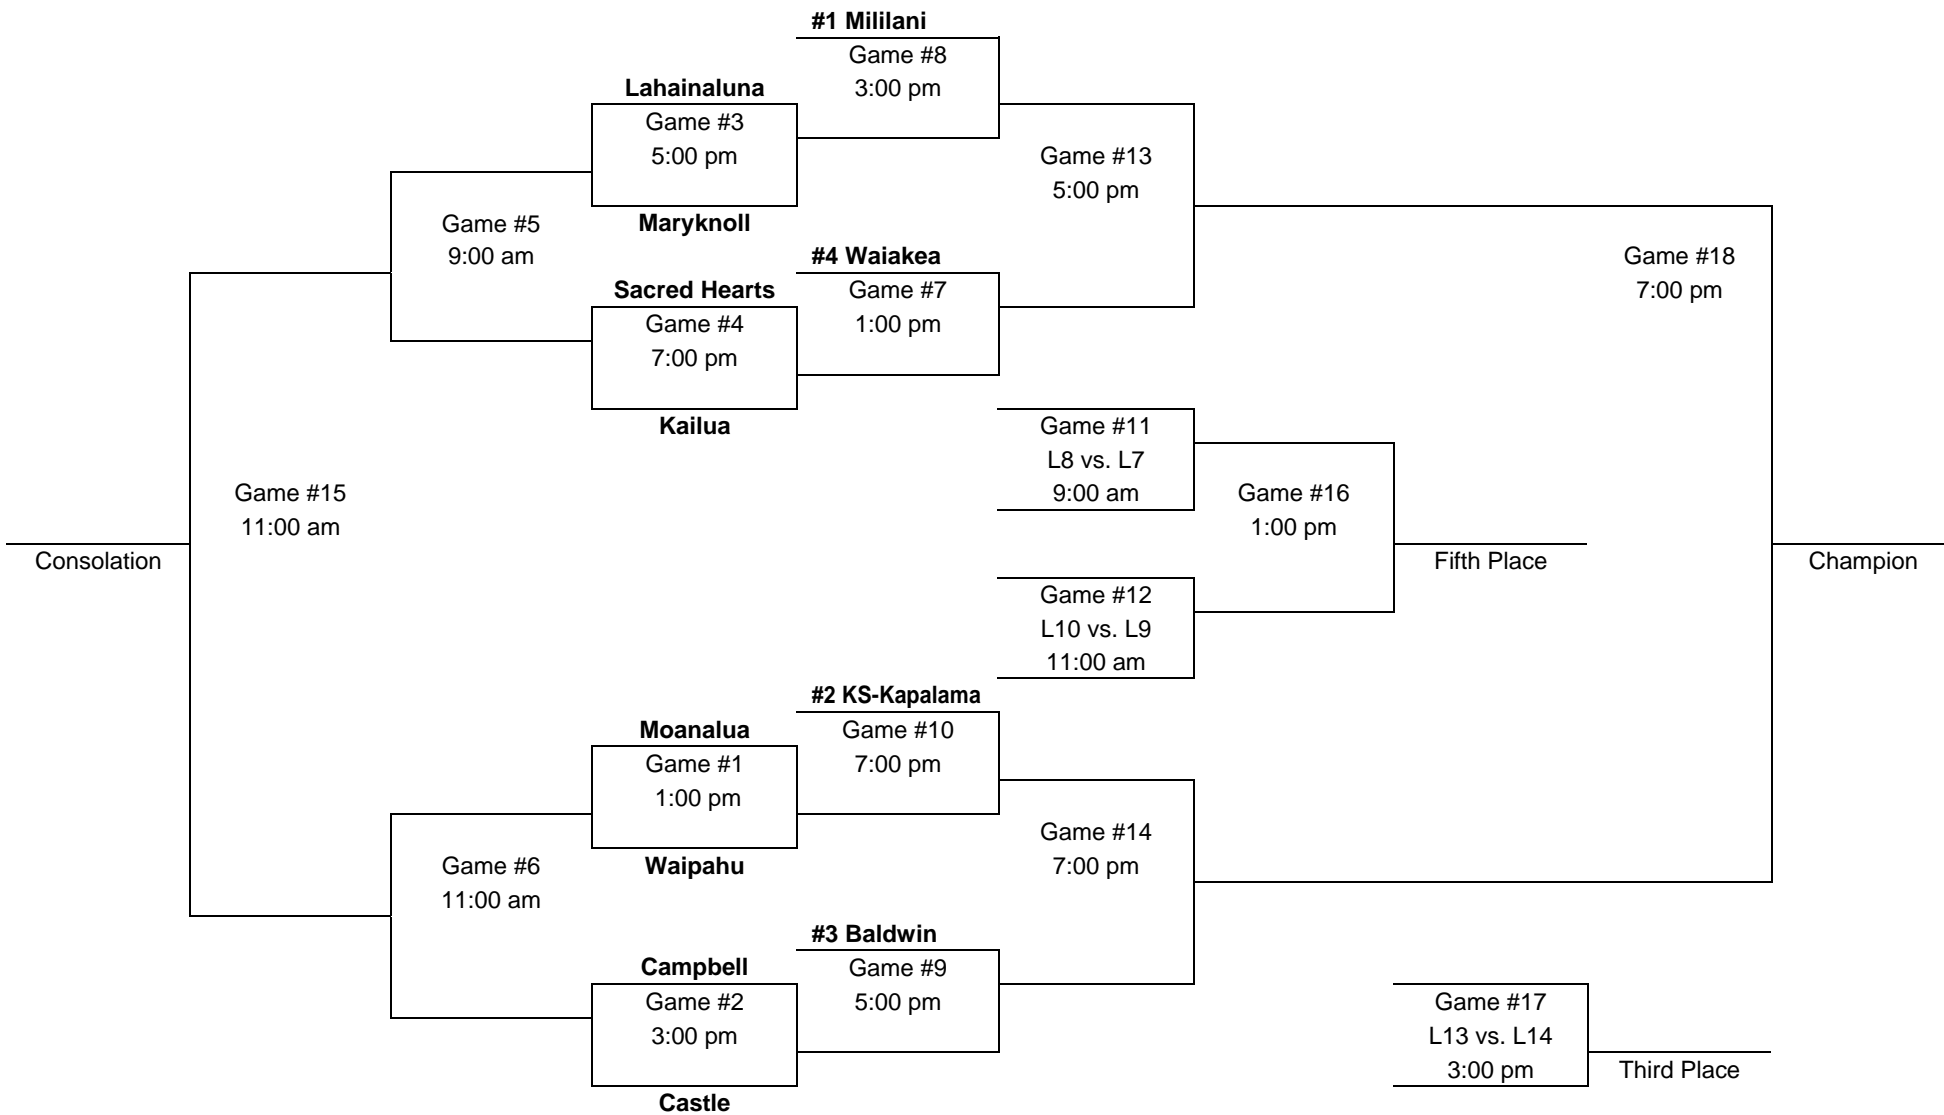 #1 Mililani
Game #8
3:00 pm
Lahainaluna
Game #3
5:00 pm
Maryknoll
Game #13
5:00 pm
Game #5
9:00 am
#4 Waiakea
Game #7
1:00 pm
Sacred Hearts
Game #4
7:00 pm
Kailua
Game #18
7:00 pm
Game #11
L8 vs. L7
9:00 am
Game #15
11:00 am
Game #16
1:00 pm
Consolation
Fifth Place
Champion
Game #12
L10 vs. L9
11:00 am
#2 KS-Kapalama
Game #10
7:00 pm
Moanalua
Game #1
1:00 pm
Waipahu
Game #14
7:00 pm
Game #6
11:00 am
#3 Baldwin
Game #9
5:00 pm
Campbell
Game #2
3:00 pm
Castle
Game #17
L13 vs. L14
3:00 pm
Third Place